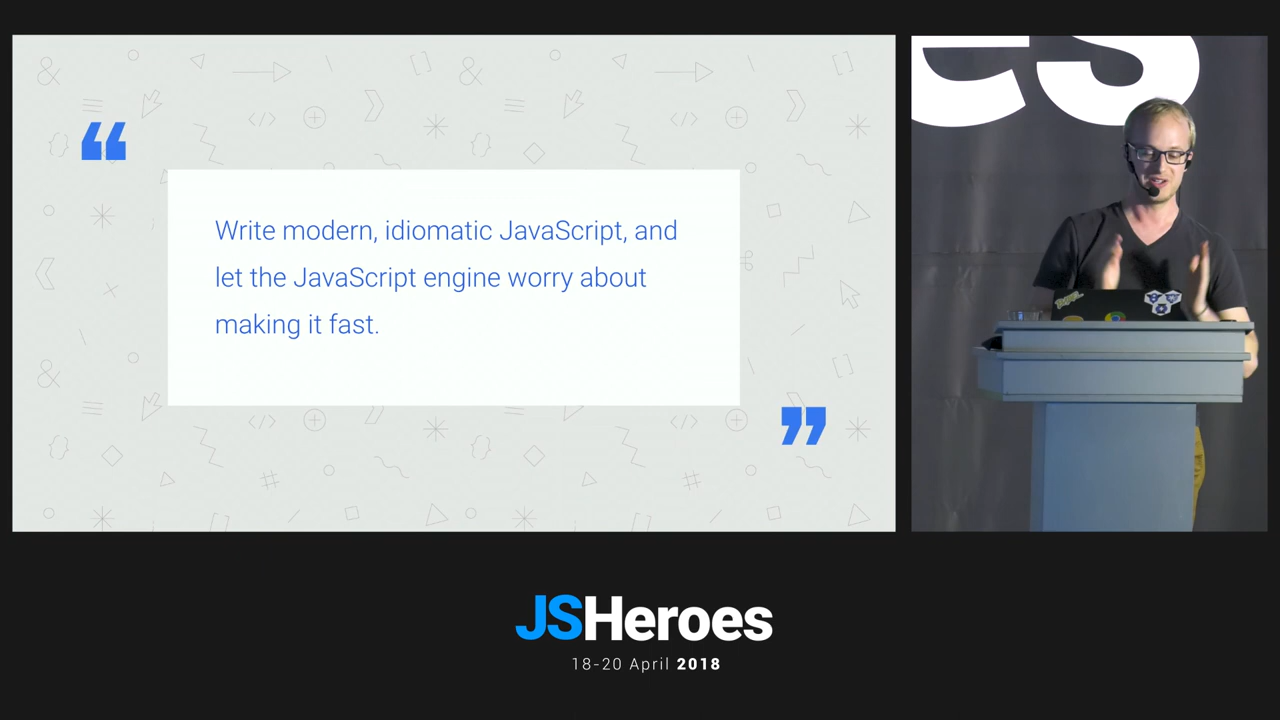 “
Write modern, idiomatic JavaScript, and
let the JavaScript engine worry about
making it fast.
”
es
JSHeroes
18-20 April 2018